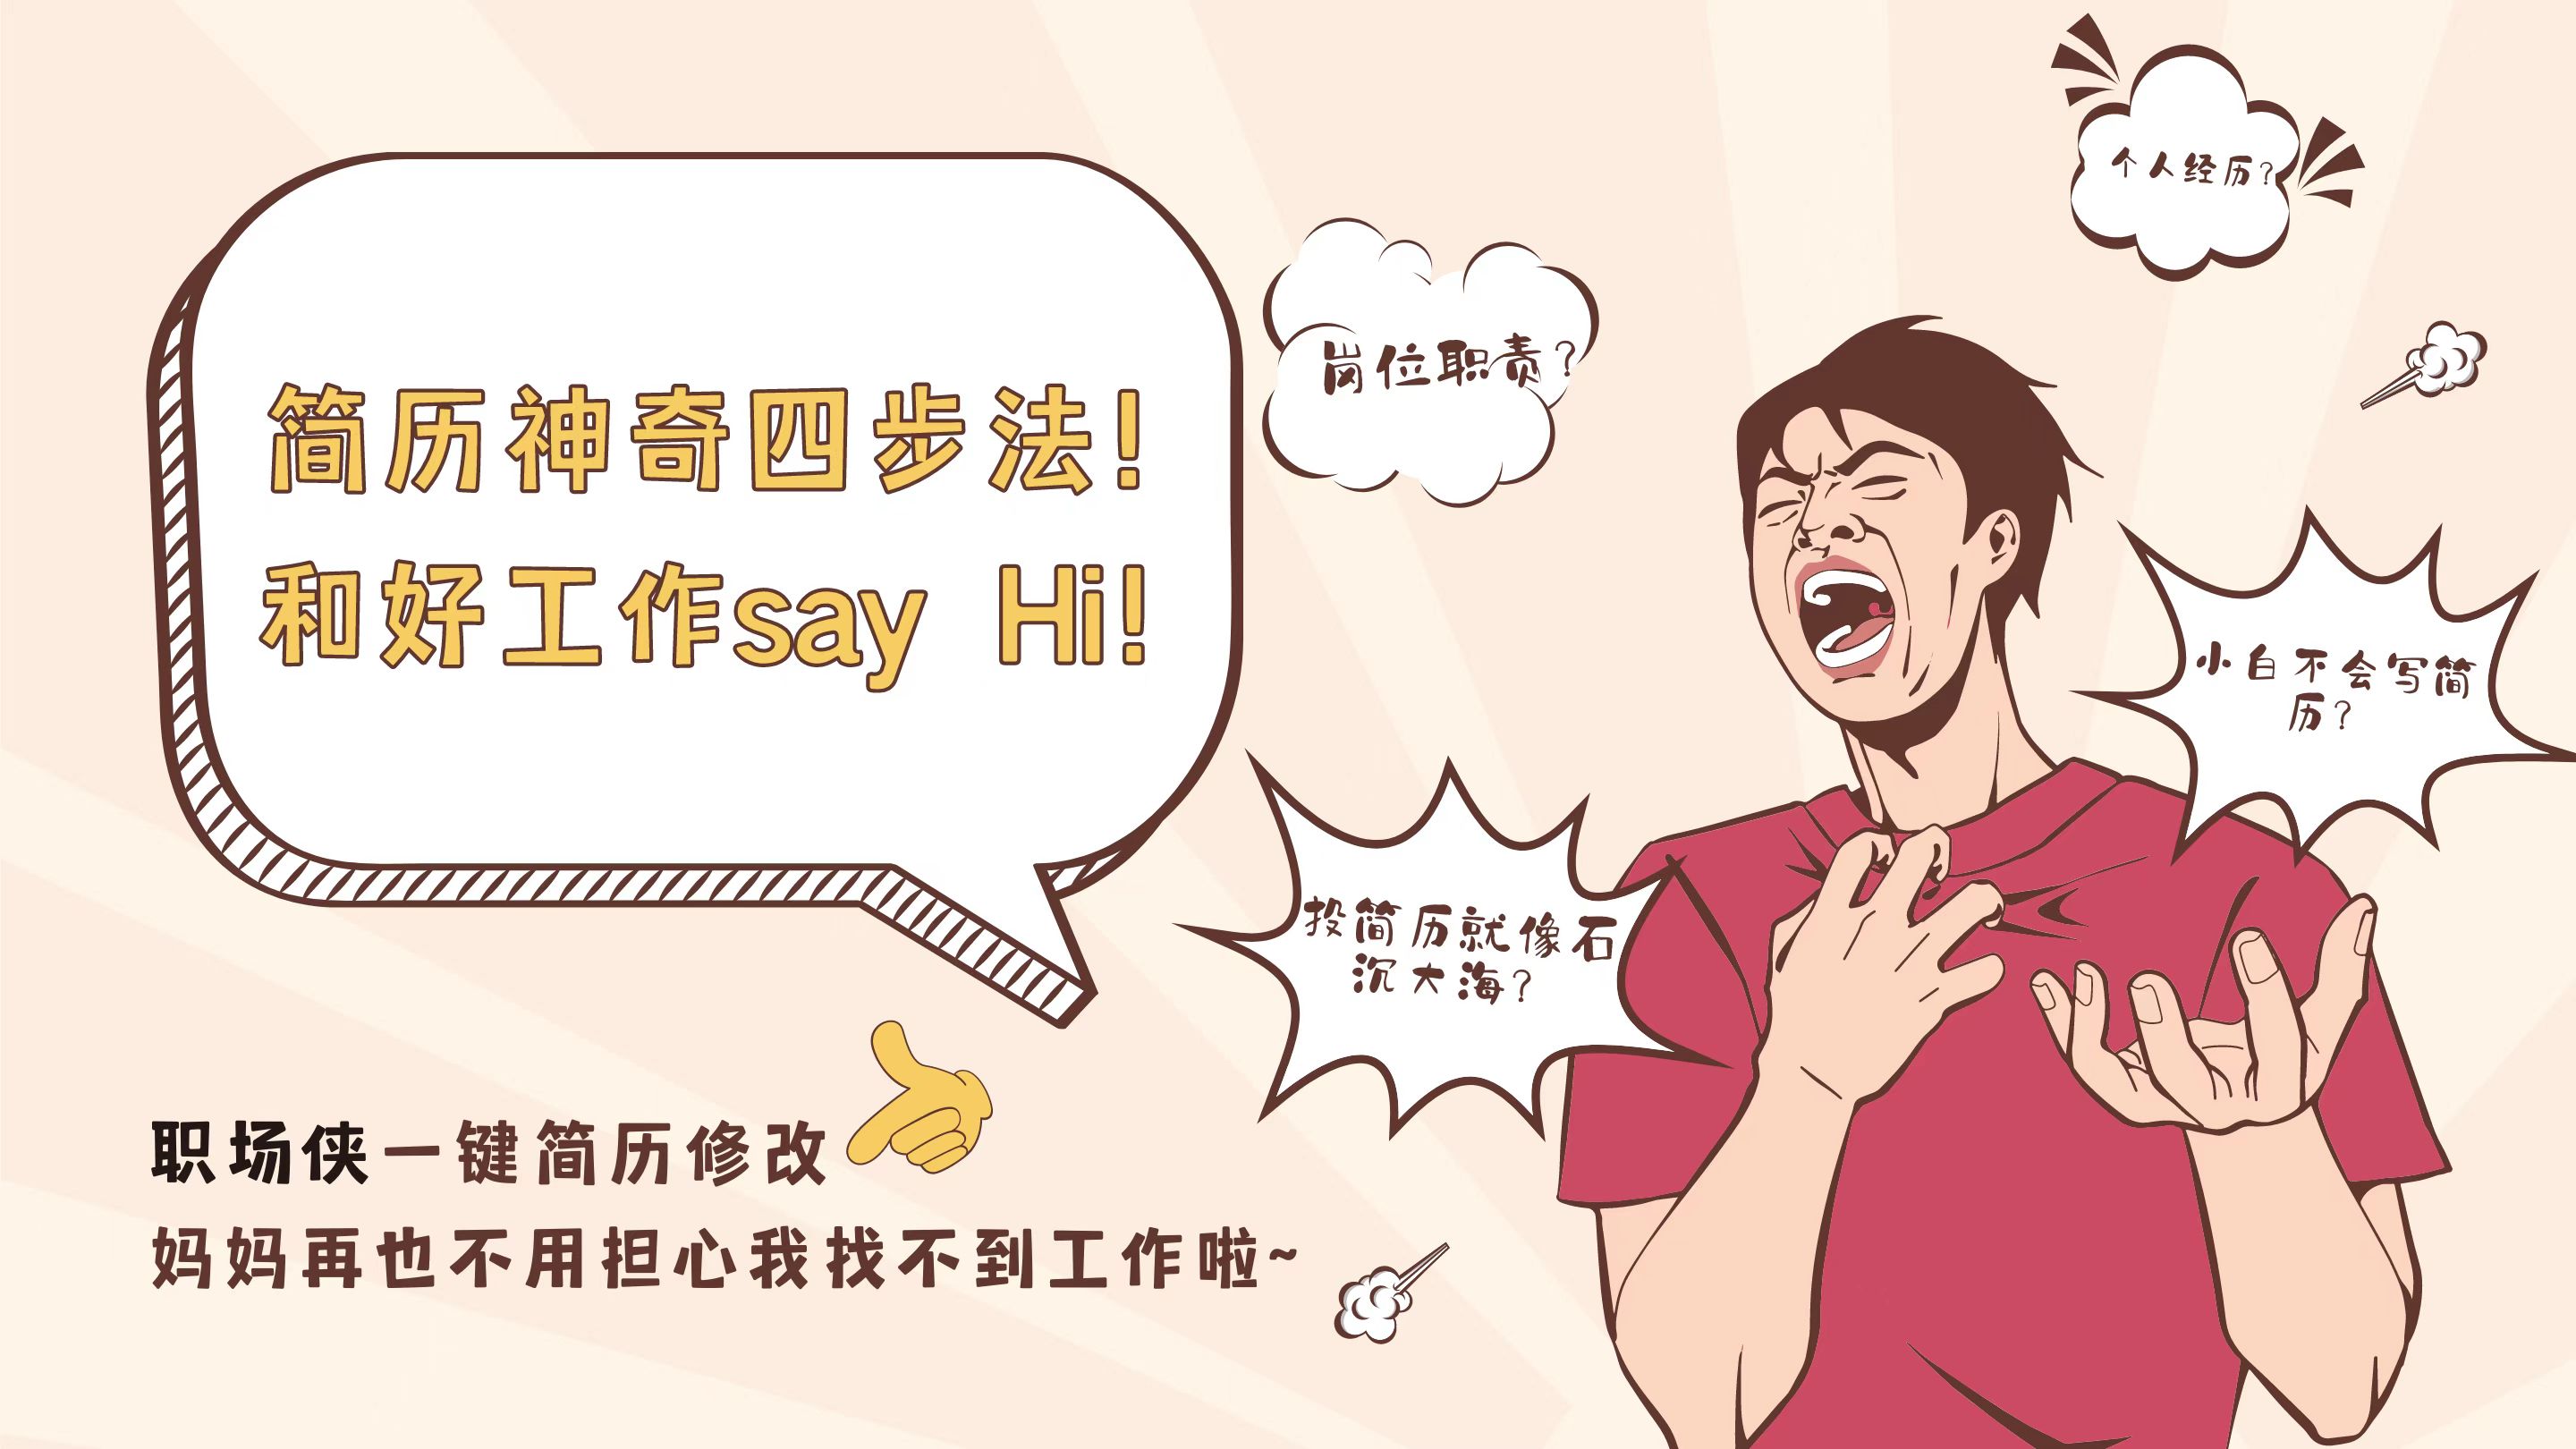 个人经历？
岗位职责？
简历神奇四步法！
和好工作say Hi!
小白不会写简
历？
投简历就像石
沉大海？
职场侠一键简历修改
妈妈再也不用担心我找不到工作啦~